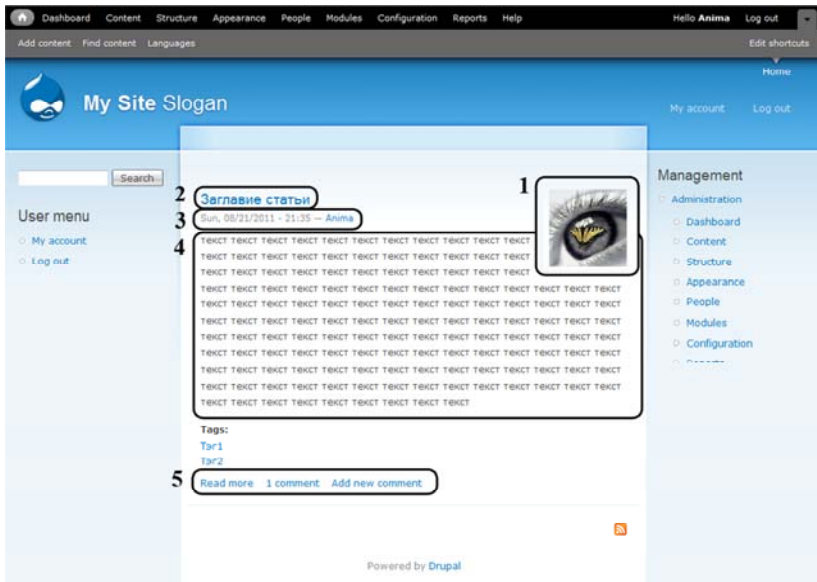 Dashboard Content Structure Appearance People Modules Configuration Reports Help Hello Anima Log out
Add content Find content Languages Edit shortcuts
Home
My Site Slogan
My account Log out
Search
User menu
My account
Log out
1
2 Заглавие статьи
3 Sun, 08/21/2011 - 21:35 — Anima
4 текст текст текст текст текст текст текст текст текст текст текст
текст текст текст текст текст текст текст текст текст текст текст
текст текст текст текст текст текст текст текст текст текст текст
текст текст текст текст текст текст текст текст текст текст текст текст текст текст
текст текст текст текст текст текст текст текст текст текст текст текст текст текст
текст текст текст текст текст текст текст текст текст текст текст текст текст текст
текст текст текст текст текст текст текст текст текст текст текст текст текст текст
текст текст текст текст текст текст текст текст текст текст текст текст текст текст
текст текст текст текст текст текст текст текст текст текст текст текст текст текст
текст текст текст текст текст текст текст текст текст текст текст текст текст текст
текст текст текст текст текст текст текст текст текст
Tags:
Тэг1
Тэг2
5 Read more 1 comment Add new comment
Powered by Drupal
Management
Administration
Dashboard
Content
Structure
Appearance
People
Modules
Configuration
Reports